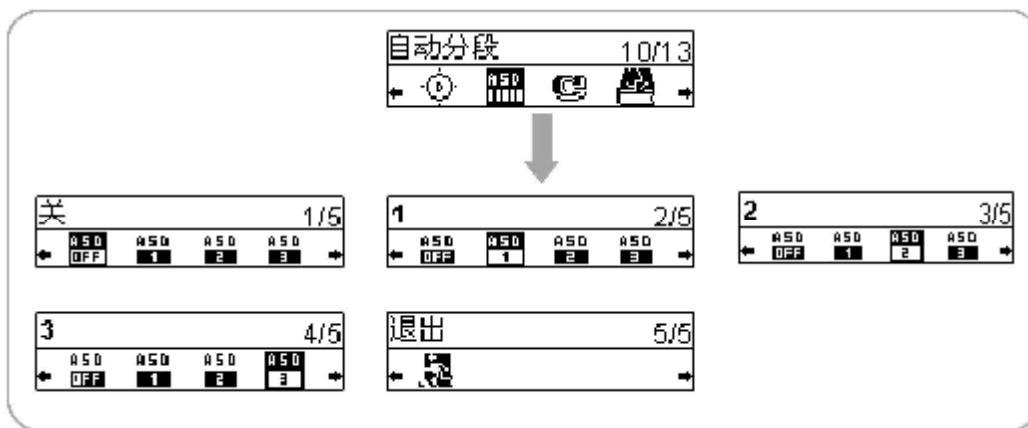 自动分段 10/13
ASD
关 1/5
ASD ASD ASD ASD
OFF 1 2 3
1 2/5
ASD ASD ASD ASD
OFF 1 2 3
2 3/5
ASD ASD ASD ASD
OFF 1 2 3
3 4/5
ASD ASD ASD ASD
OFF 1 2 3
退出 5/5